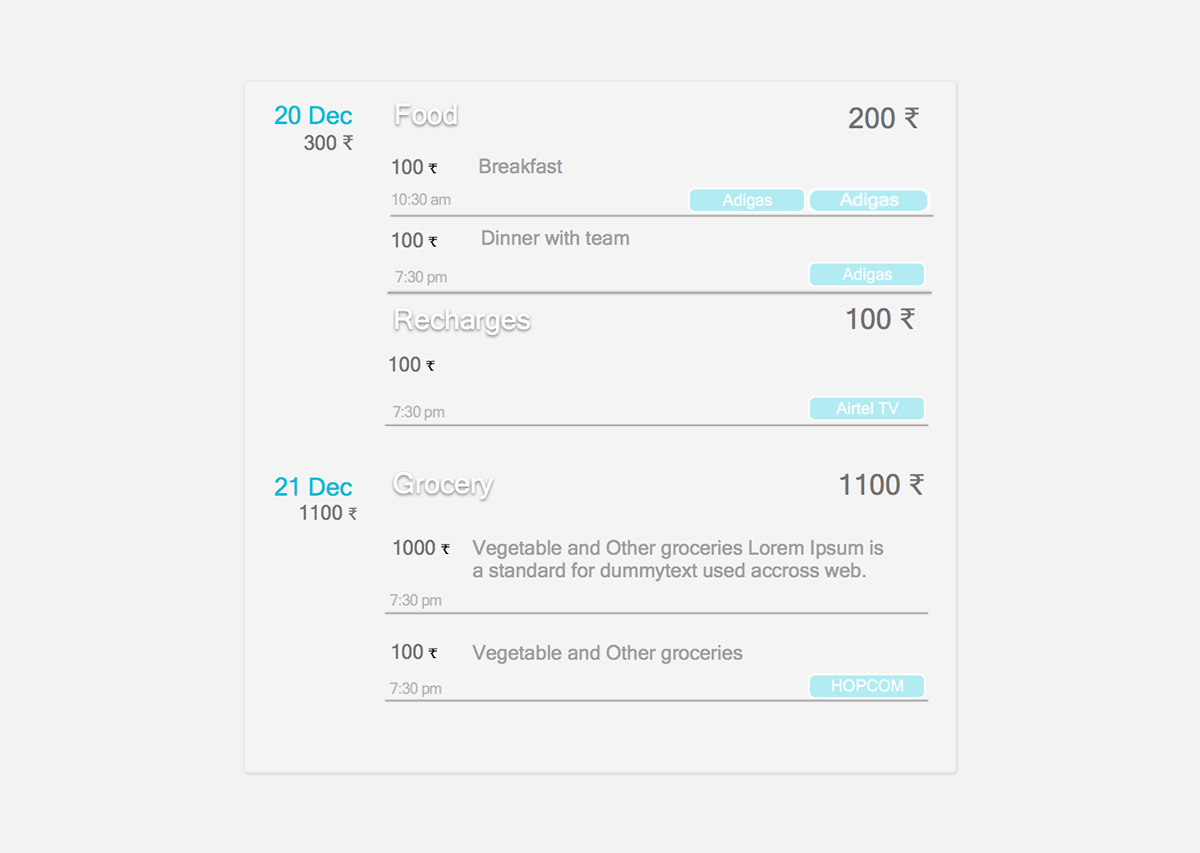 20 Dec
300 ₹
Food
200 ₹
100 ₹
Breakfast
10:30 am
Adigas
Adigas
100 ₹
Dinner with team
7:30 pm
Adigas
Recharges
100 ₹
100 ₹
7:30 pm
Airtel TV
21 Dec
1100 ₹
Grocery
1100 ₹
1000 ₹
Vegetable and Other groceries Lorem Ipsum is
a standard for dummytext used accross web.
7:30 pm
100 ₹
Vegetable and Other groceries
7:30 pm
HOPCOM